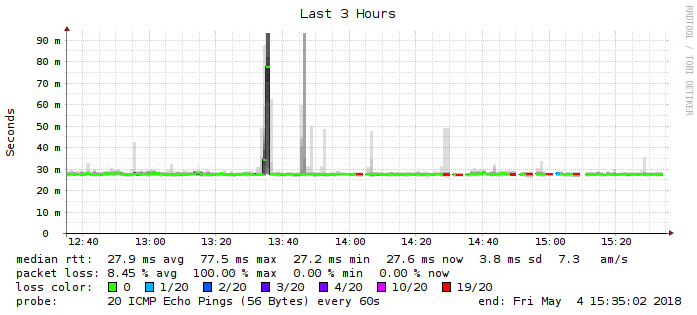 Last 3 Hours
RRDTOOL / TOBI OETIKER
Seconds
90 m
80 m
70 m
60 m
50 m
40 m
30 m
20 m
10 m
0
12:40 13:00 13:20 13:40 14:00 14:20 14:40 15:00 15:20
median rtt: 27.9 ms avg 77.5 ms max 27.2 ms min 27.6 ms now 3.8 ms sd 7.3 am/s
packet loss: 8.45 % avg 100.00 % max 0.00 % min 0.00 % now
loss color: 0 1/20 2/20 3/20 4/20 10/20 19/20
probe: 20 ICMP Echo Pings (56 Bytes) every 60s end: Fri May 4 15:35:02 2018